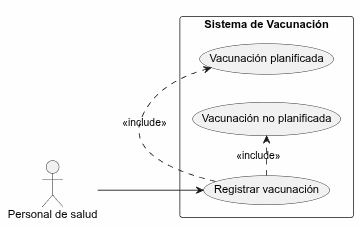 Sistema de Vacunación
Vacunación planificada
«include»
Vacunación no planificada
«include»
Registrar vacunación
Personal de salud